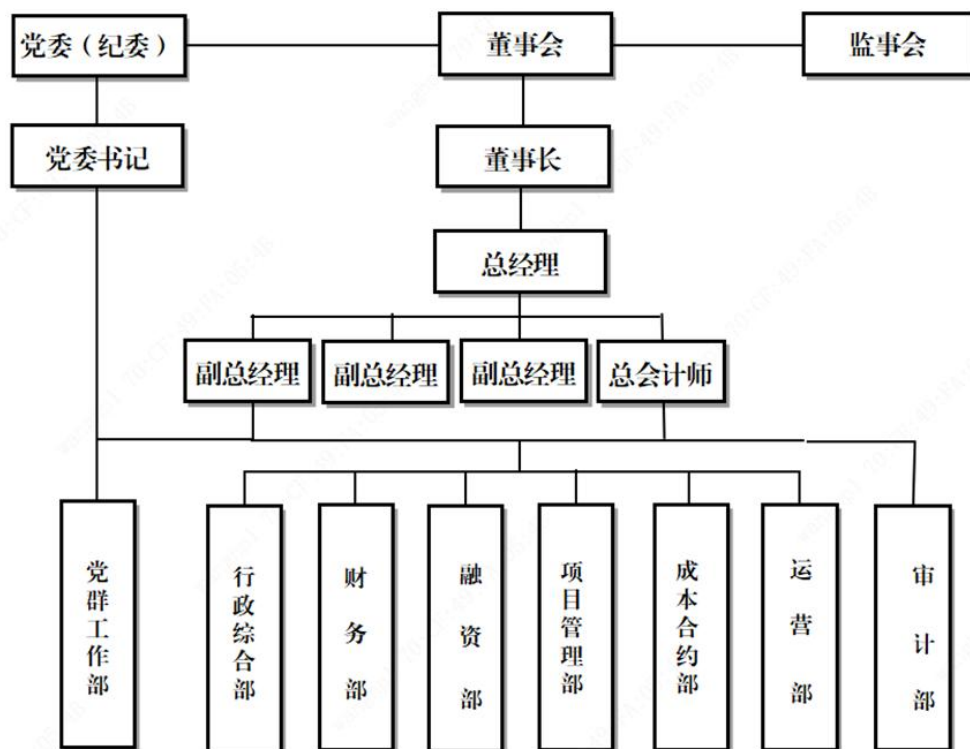 党委（纪委）
董事会
监事会
党委书记
董事长
总经理
副总经理
副总经理
副总经理
总会计师
党群工作部
行政综合部
财务部
融资部
项目管理部
成本合约部
运营部
审计部